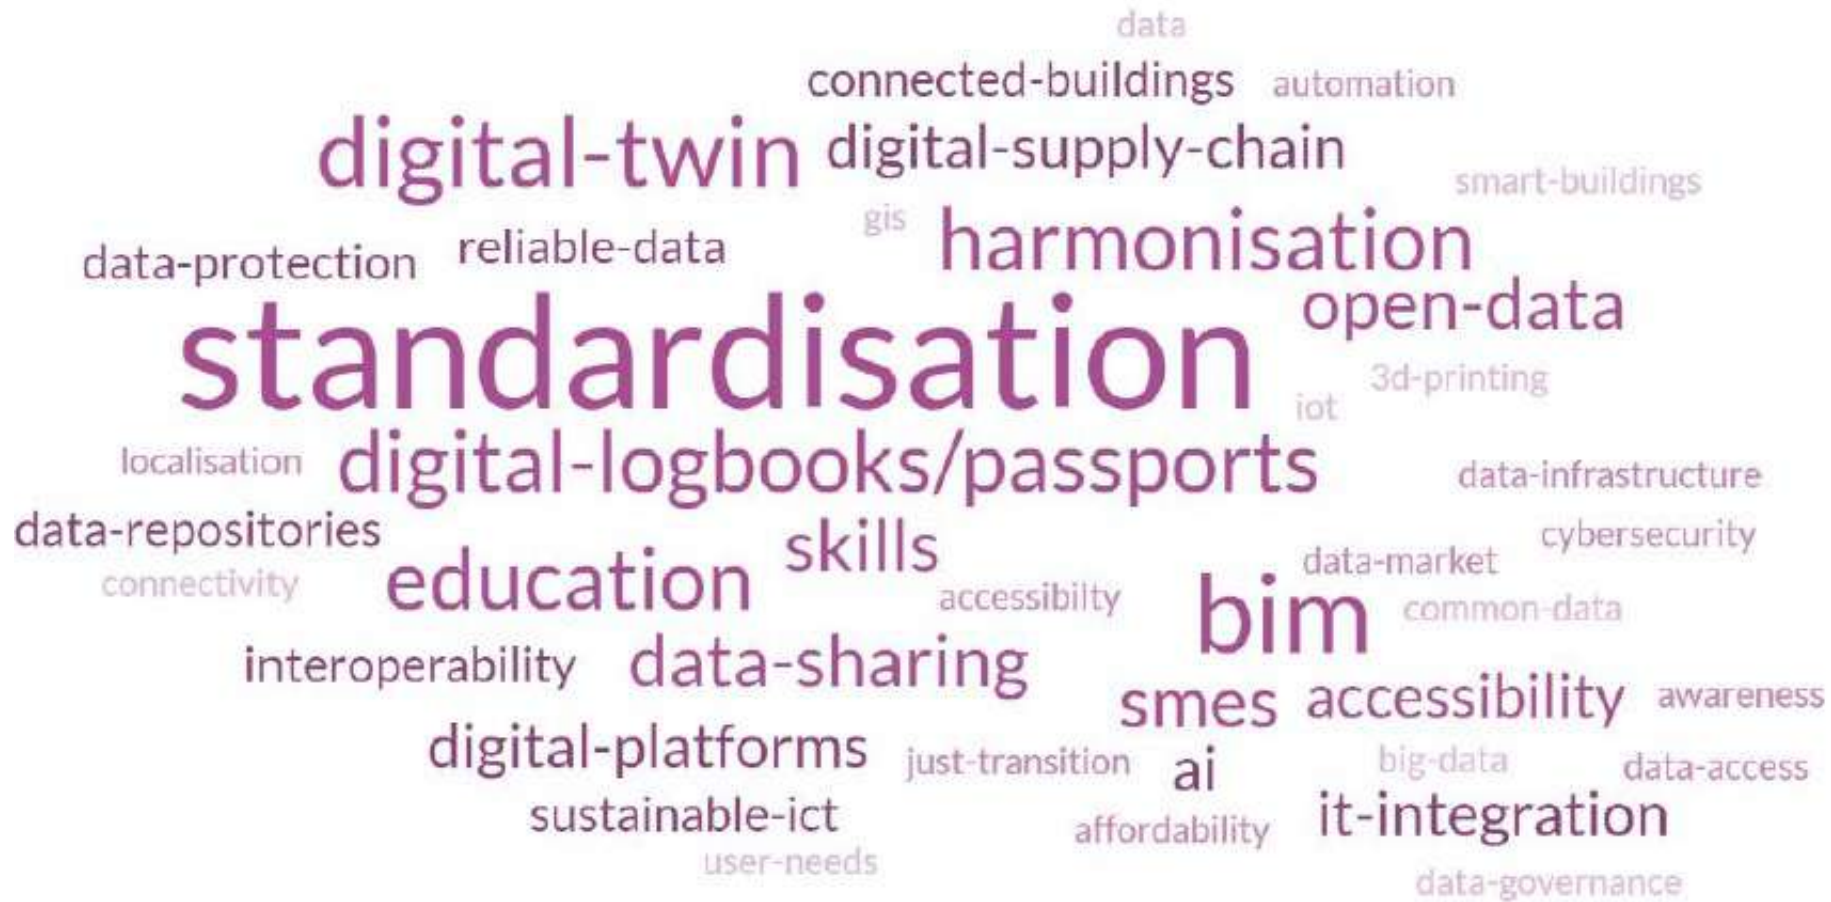 data
connected-buildings automation
digital-twin digital-supply-chain
smart-buildings
gis harmonisation
data-protection reliable-data
standardisation open-data
3d-printing
iot
localisation digital-logbooks/passports data-infrastructure
data-repositories skills cybersecurity
connectivity education data-market
accessibilty bim common-data
interoperability data-sharing
smes accessibility awareness
digital-platforms just-transition ai big-data data-access
sustainable-ict affordability it-integration
user-needs
data-governance